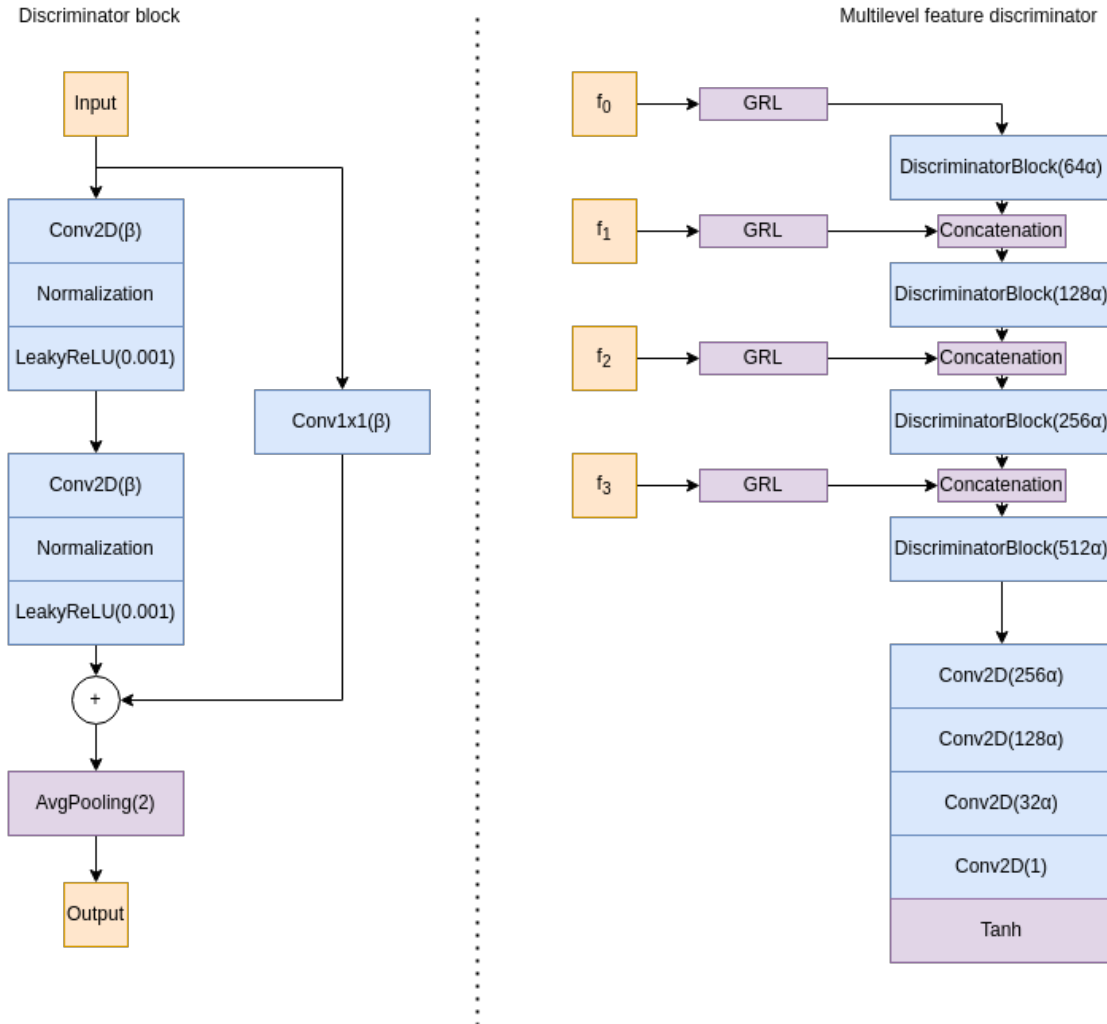 Discriminator block
Input
Conv2D(β)
Normalization
LeakyReLU(0.001)
Conv1x1(β)
Conv2D(β)
Normalization
LeakyReLU(0.001)
+
AvgPooling(2)
Output
Multilevel feature discriminator
f0
GRL
DiscriminatorBlock(64α)
f1
GRL
Concatenation
DiscriminatorBlock(128α)
f2
GRL
Concatenation
DiscriminatorBlock(256α)
f3
GRL
Concatenation
DiscriminatorBlock(512α)
Conv2D(256α)
Conv2D(128α)
Conv2D(32α)
Conv2D(1)
Tanh